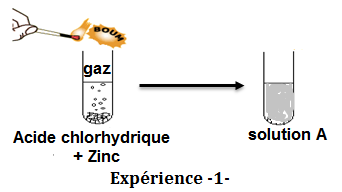 BOUM
gaz
Acide chlorhydrique
+ Zinc
solution A
Expérience -1-